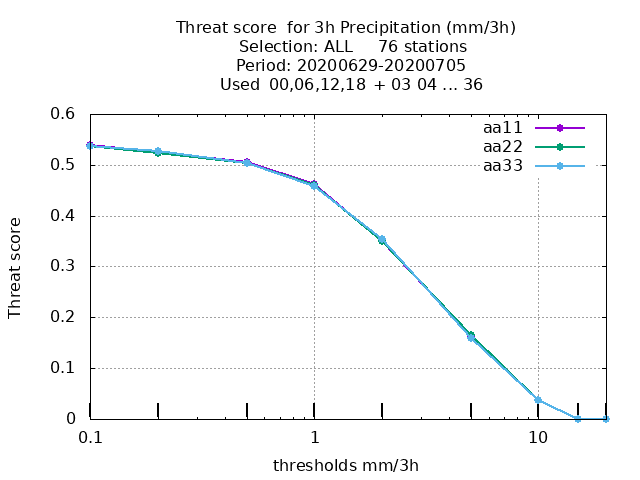 Threat score for 3h Precipitation (mm/3h)
Selection: ALL 76 stations
Period: 20200629-20200705
Used 00,06,12,18 + 03 04 ... 36
aa11
aa22
aa33
0.6
0.5
0.4
0.3
0.2
0.1
0
Threat score
0.1 1 10
thresholds mm/3h